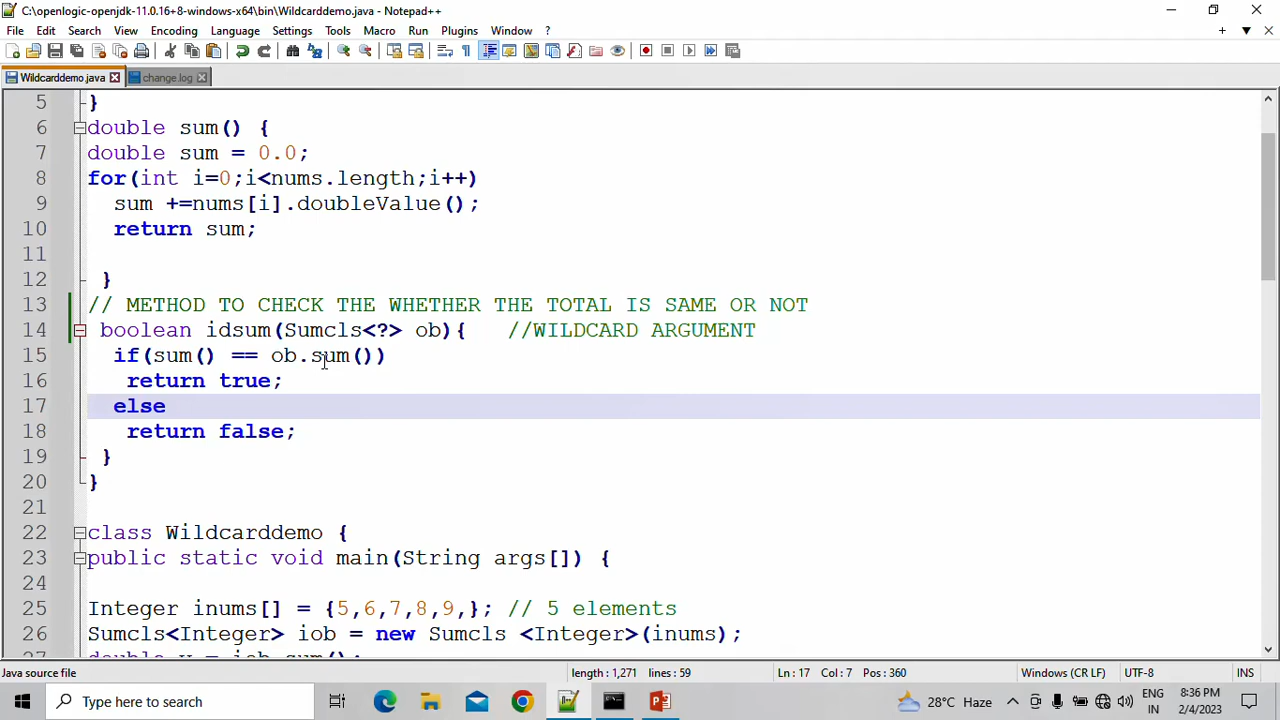 C:\openlogic-openjdk-11.0.16+8-windows-x64\bin\Wildcarddemo.java - Notepad++
File Edit Search View Encoding Language Settings Tools Macro Run Plugins Window ?
Wildcarddemo.java change.log
5 }
6 double sum() {
7 double sum = 0.0;
8 for(int i=0;i<nums.length;i++)
9 sum +=nums[i].doubleValue();
10 return sum;
11
12 }
13 // METHOD TO CHECK THE WHETHER THE TOTAL IS SAME OR NOT
14 boolean idsum(Sumcls<?> ob){ //WILDCARD ARGUMENT
15 if(sum() == ob.sum())
16 return true;
17 else
18 return false;
19 }
20 }
21
22 class Wildcarddemo {
23 public static void main(String args[]) {
24
25 Integer inums[] = {5,6,7,8,9,}; // 5 elements
26 Sumcls<Integer> iob = new Sumcls <Integer>(inums);
27 double v = iob.sum();
Java source file length : 1,271 lines : 59 Ln : 17 Col : 7 Pos : 360 Windows (CR LF) UTF-8 INS
Type here to search 28°C Haze ENG IN 8:36 PM 2/4/2023